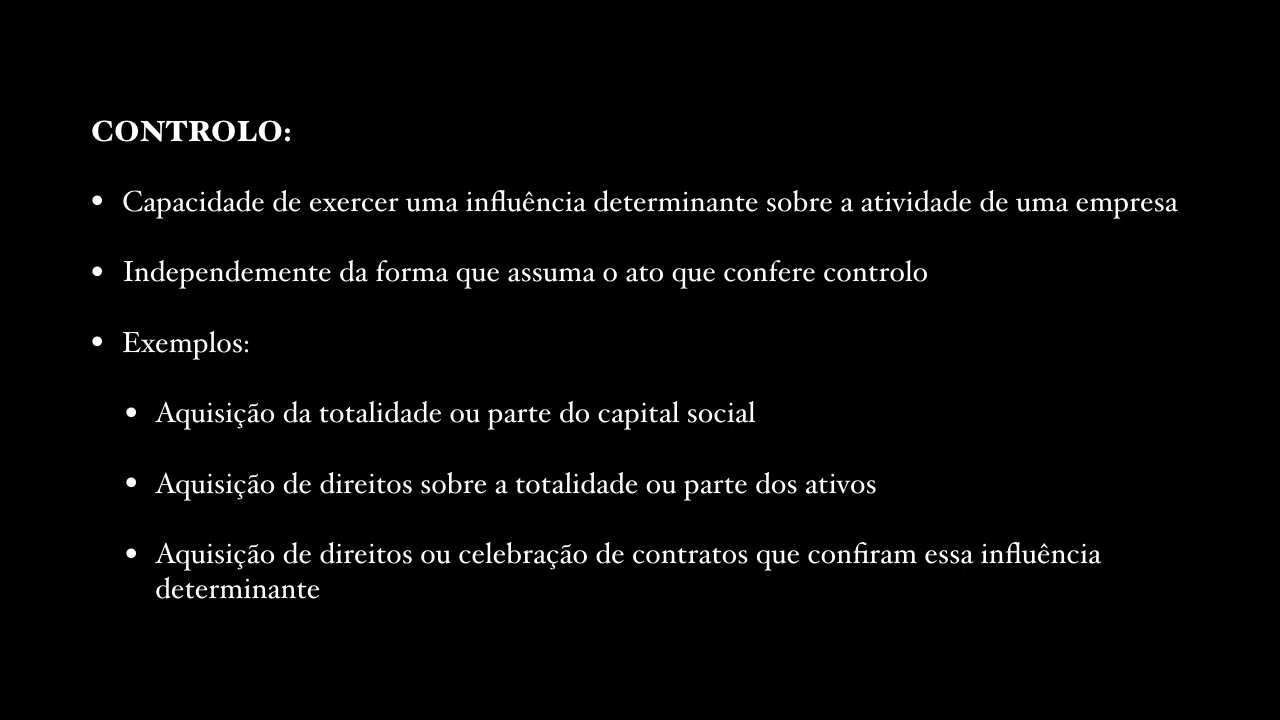 CONTROLO:
• Capacidade de exercer uma influência determinante sobre a atividade de uma empresa
• Independemente da forma que assuma o ato que confere controlo
• Exemplos:
• Aquisição da totalidade ou parte do capital social
• Aquisição de direitos sobre a totalidade ou parte dos ativos
• Aquisição de direitos ou celebração de contratos que confiram essa influência
determinante